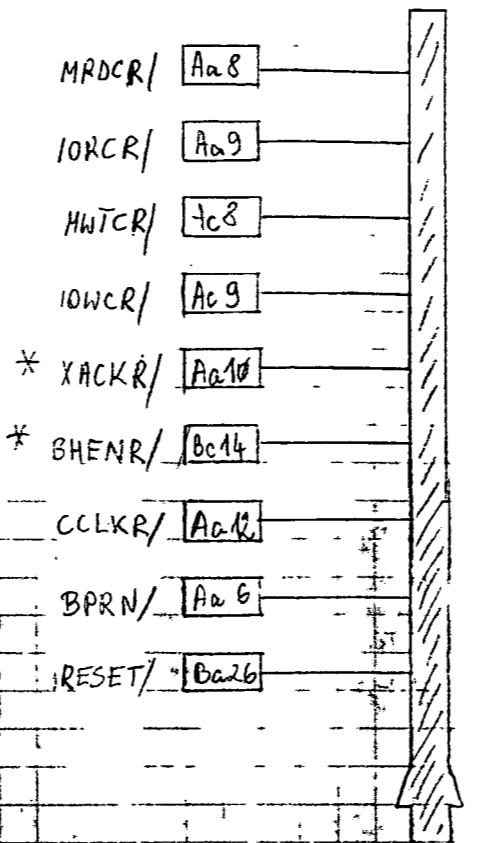 MRDCR/ Aa8
IORCR/ Aa9
MWTCR/ Ac8
IOWCR/ Ac9
* XACKR/ Aa10
* BHENR/ Bc14
CCLKR/ Aa12
BPRN/ Aa6
RESET/ Ba26